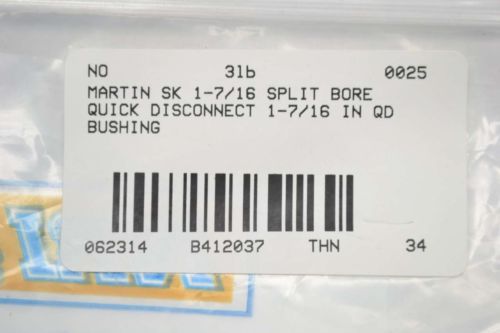 NO 3lb 0025
MARTIN SK 1-7/16 SPLIT BORE
QUICK DISCONNECT 1-7/16 IN QD
BUSHING
062314 B412037 THN 34